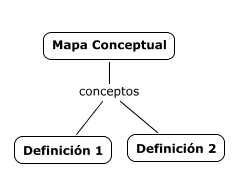 Mapa Conceptual
conceptos
Definición 1
Definición 2